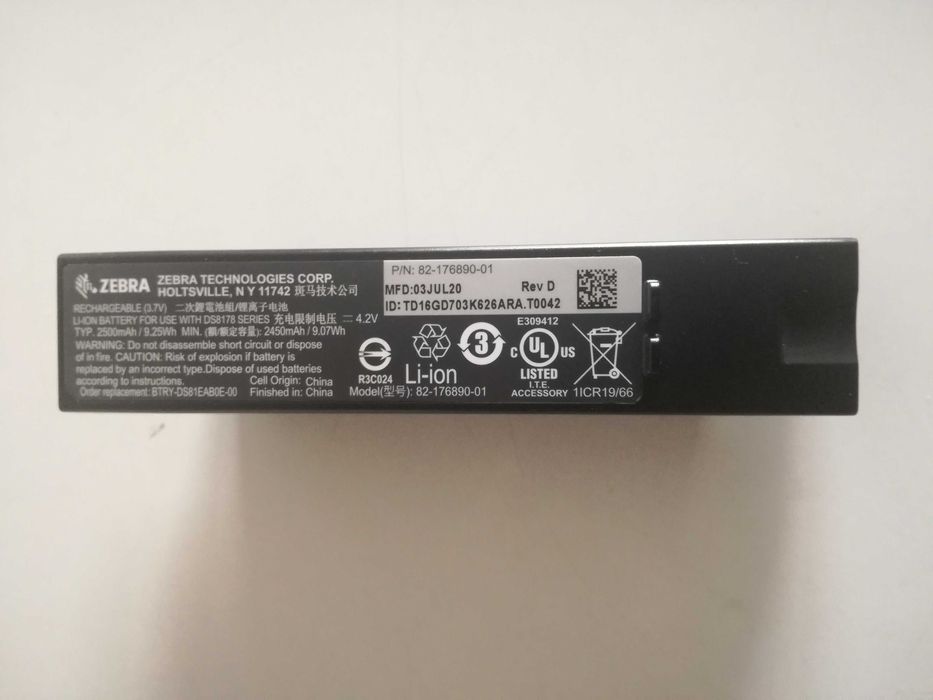 ZEBRA
ZEBRA TECHNOLOGIES CORP.
HOLTSVILLE, N Y 11742 斑马技术公司
RECHARGEABLE (3.7V) 二次鋰電池組/锂离子电池
LI-ION BATTERY FOR USE WITH DS8178 SERIES 充电限制电压 ⎓ 4.2V
TYP. 2500mAh / 9.25Wh MIN. (额/額定容量): 2450mAh / 9.07Wh
WARNING: Do not disassemble short circuit or dispose
of in fire. CAUTION: Risk of explosion if battery is
replaced by an incorrect type.Dispose of used batteries
according to instructions.
Order replacement: BTRY-DS81EAB0E-00
Cell Origin: China
Finished in: China
P/N: 82-176890-01
MFD:03JUL20 Rev D
ID: TD16GD703K626ARA.T0042
R3C024
Li-ion
Model(型号): 82-176890-01
3
E309412
C UL US
LISTED
I.T.E.
ACCESSORY
1ICR19/66